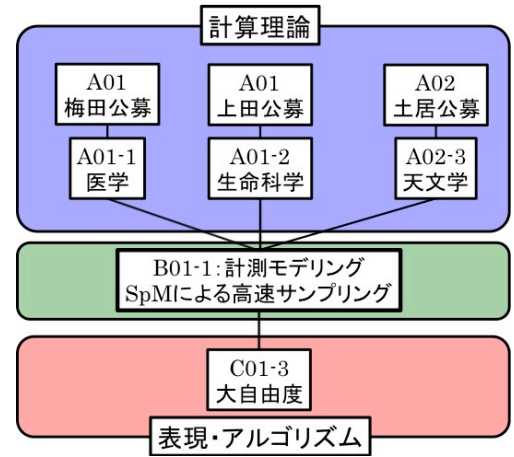 計算理論
A01
梅田公募
A01
上田公募
A02
土居公募
A01-1
医学
A01-2
生命科学
A02-3
天文学
B01-1:計測モデリング
SpMによる高速サンプリング
C01-3
大自由度
表現・アルゴリズム